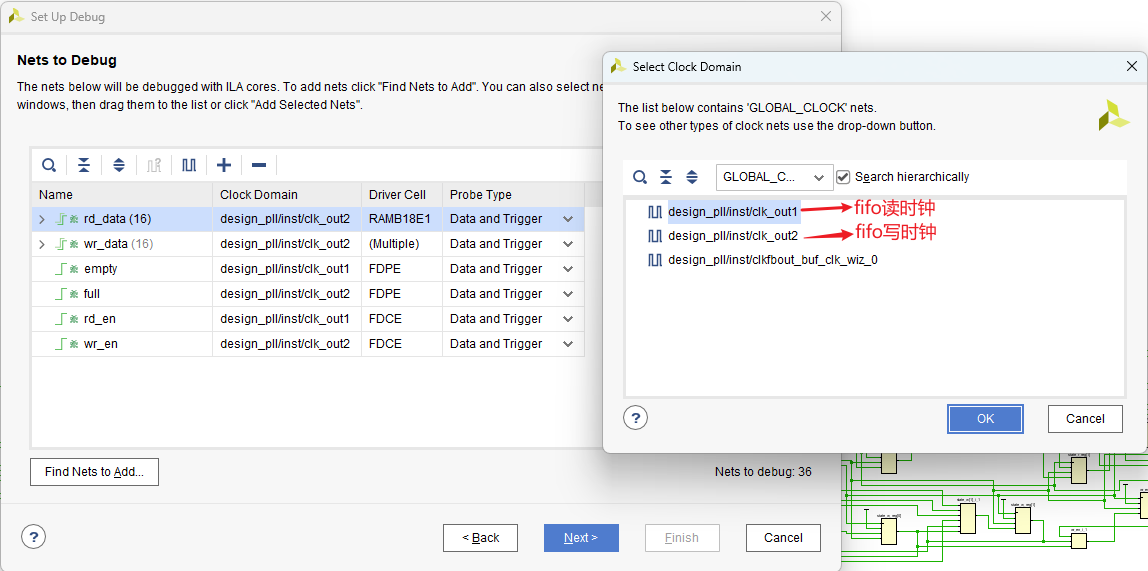 Set Up Debug
Nets to Debug
The nets below will be debugged with ILA cores. To add nets click "Find Nets to Add". You can also select ne
windows, then drag them to the list or click "Add Selected Nets".
Name Clock Domain Driver Cell Probe Type
rd_data (16) design_pll/inst/clk_out2 RAMB18E1 Data and Trigger
wr_data (16) design_pll/inst/clk_out2 (Multiple) Data and Trigger
empty design_pll/inst/clk_out1 FDPE Data and Trigger
full design_pll/inst/clk_out2 FDPE Data and Trigger
rd_en design_pll/inst/clk_out1 FDCE Data and Trigger
wr_en design_pll/inst/clk_out2 FDCE Data and Trigger
Find Nets to Add...
Nets to debug: 36
?
< Back
Next >
Finish
Cancel
Select Clock Domain
The list below contains 'GLOBAL_CLOCK' nets.
To see other types of clock nets use the drop-down button.
GLOBAL_C... Search hierarchically
design_pll/inst/clk_out1 fifo读时钟
design_pll/inst/clk_out2 fifo写时钟
design_pll/inst/clkfbout_buf_clk_wiz_0
?
OK
Cancel